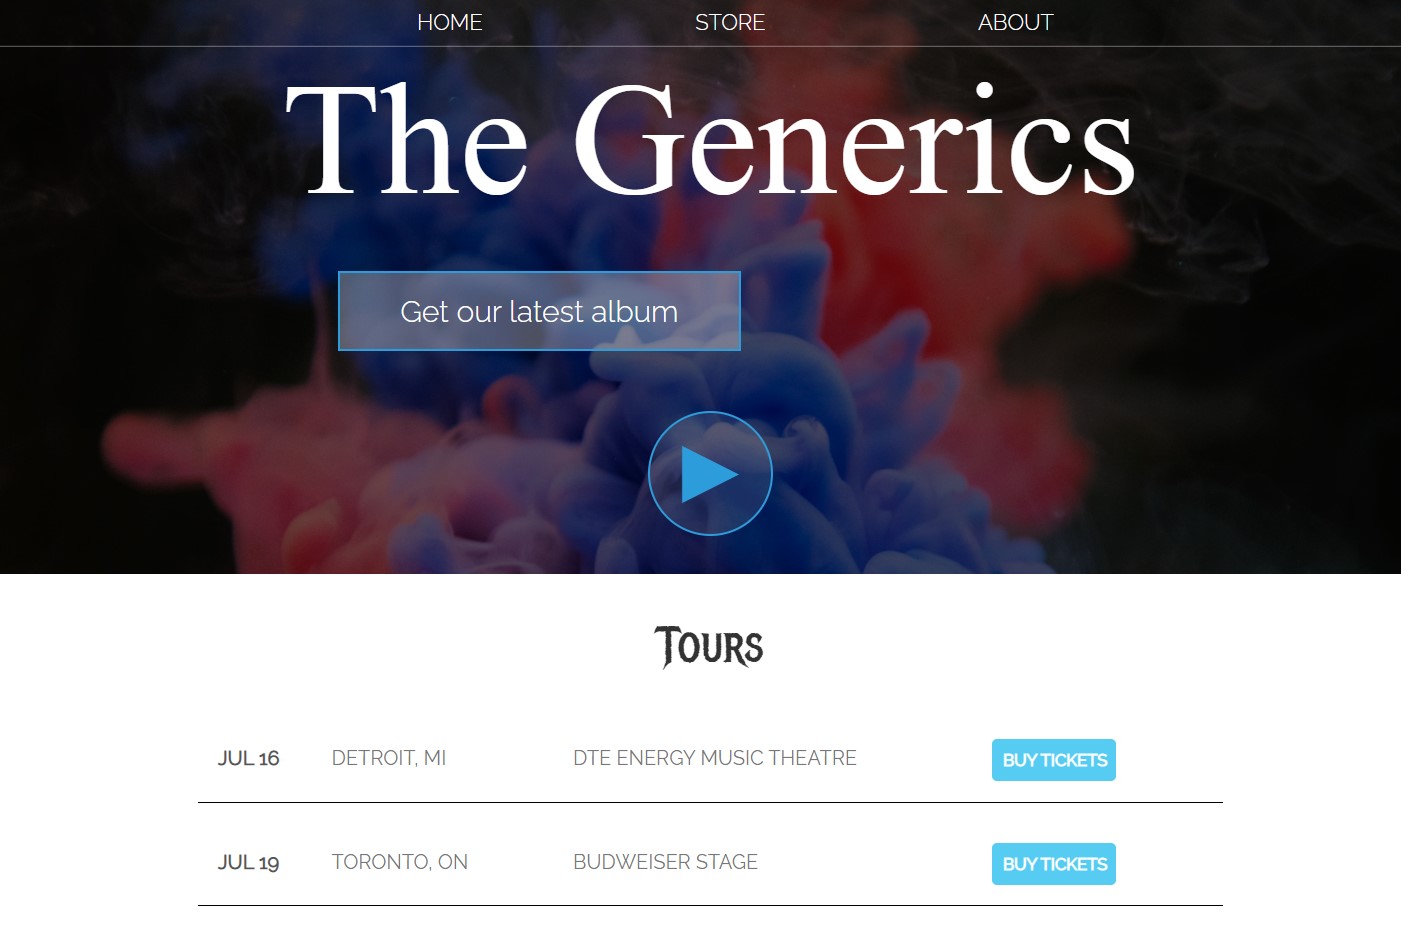 HOME STORE ABOUT
The Generics
Get our latest album
Tours
JUL 16 DETROIT, MI DTE ENERGY MUSIC THEATRE BUY TICKETS
JUL 19 TORONTO, ON BUDWEISER STAGE BUY TICKETS